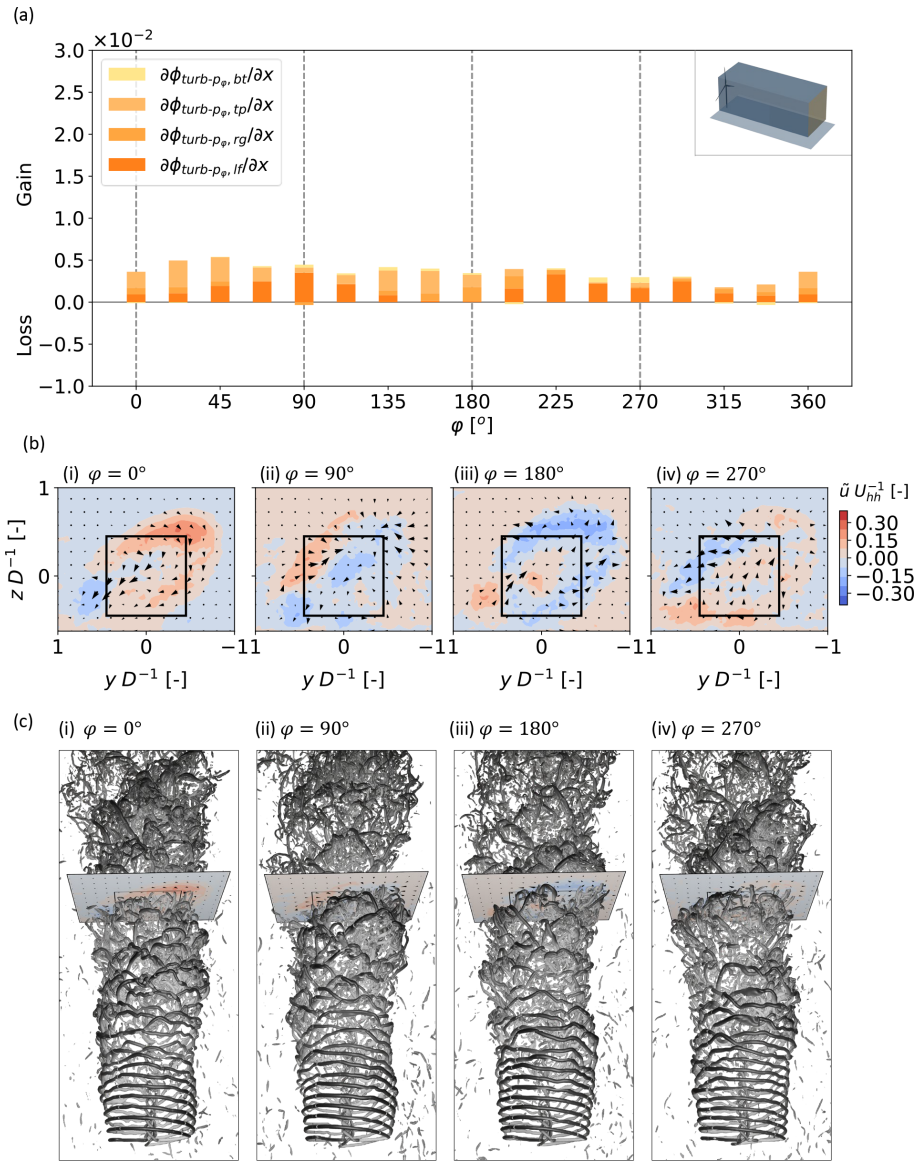 (a)
×10⁻²
3.0
2.5
2.0
1.5
1.0
0.5
0.0
−0.5
−1.0
Gain
Loss
∂ϕturb-pφ, bt/∂x
∂ϕturb-pφ, tp/∂x
∂ϕturb-pφ, rg/∂x
∂ϕturb-pφ, lf/∂x
0 45 90 135 180 225 270 315 360
φ [°]
(b)
(i) φ = 0° (ii) φ = 90° (iii) φ = 180° (iv) φ = 270°
ũ U_hh⁻¹ [-]
0.30
0.15
0.00
−0.15
−0.30
1
0
z D⁻¹ [-]
1 0 −11 0 −11 0 −11 0 −1
y D⁻¹ [-] y D⁻¹ [-] y D⁻¹ [-] y D⁻¹ [-]
(c)
(i) φ = 0° (ii) φ = 90° (iii) φ = 180° (iv) φ = 270°